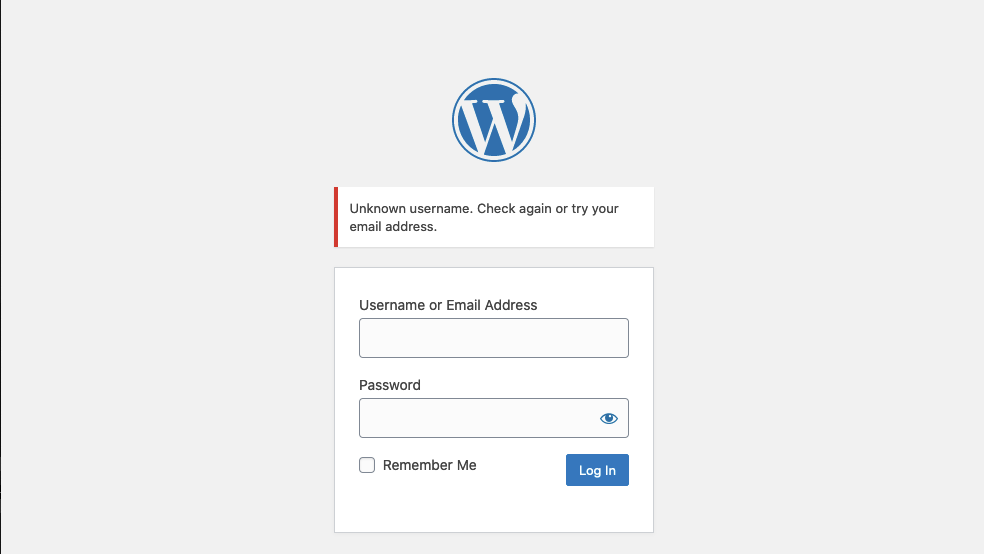 Unknown username. Check again or try your
email address.
Username or Email Address
Password
Remember Me
Log In